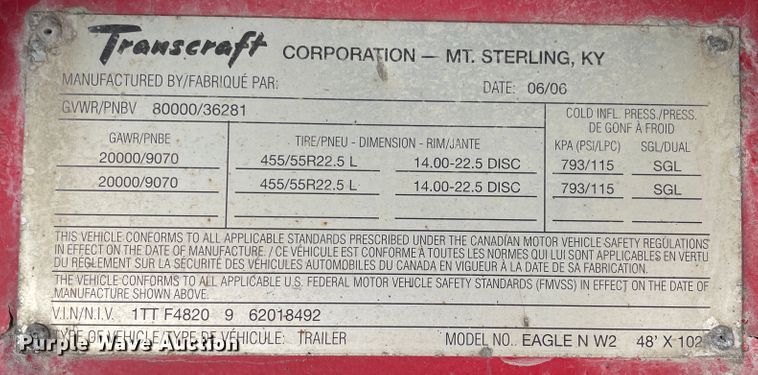 Transcraft CORPORATION — MT. STERLING, KY
MANUFACTURED BY/FABRIQUÉ PAR: DATE: 06/06
GVWR/PNBV 80000/36281
COLD INFL. PRESS./PRESS. DE GONF À FROID
GAWR/PNBE TIRE/PNEU - DIMENSION - RIM/JANTE KPA (PSI/LPC) SGL/DUAL
20000/9070 455/55R22.5 L 14.00-22.5 DISC 793/115 SGL
20000/9070 455/55R22.5 L 14.00-22.5 DISC 793/115 SGL
THIS VEHICLE CONFORMS TO ALL APPLICABLE STANDARDS PRESCRIBED UNDER THE CANADIAN MOTOR VEHICLE SAFETY REGULATIONS
IN EFFECT ON THE DATE OF MANUFACTURE. / CE VÉHICULE EST CONFORME À TOUTES LES NORMES QUI LUI SONT APPLICABLES EN VERTU
DU RÈGLEMENT SUR LA SÉCURITÉ DES VÉHICULES AUTOMOBILES DU CANADA EN VIGUEUR À LA DATE DE SA FABRICATION.
THE VEHICLE CONFORMS TO ALL APPLICABLE U.S. FEDERAL MOTOR VEHICLE SAFETY STANDARDS (FMVSS) IN EFFECT ON THE DATE OF
MANUFACTURE SHOWN ABOVE.
V.I.N/N.I.V. 1TT F4820 9 62018492
TYPE OF VEHICLE/TYPE DE VÉHICULE: TRAILER MODEL NO. EAGLE N W2 48' X 102
Purple Wave Auction